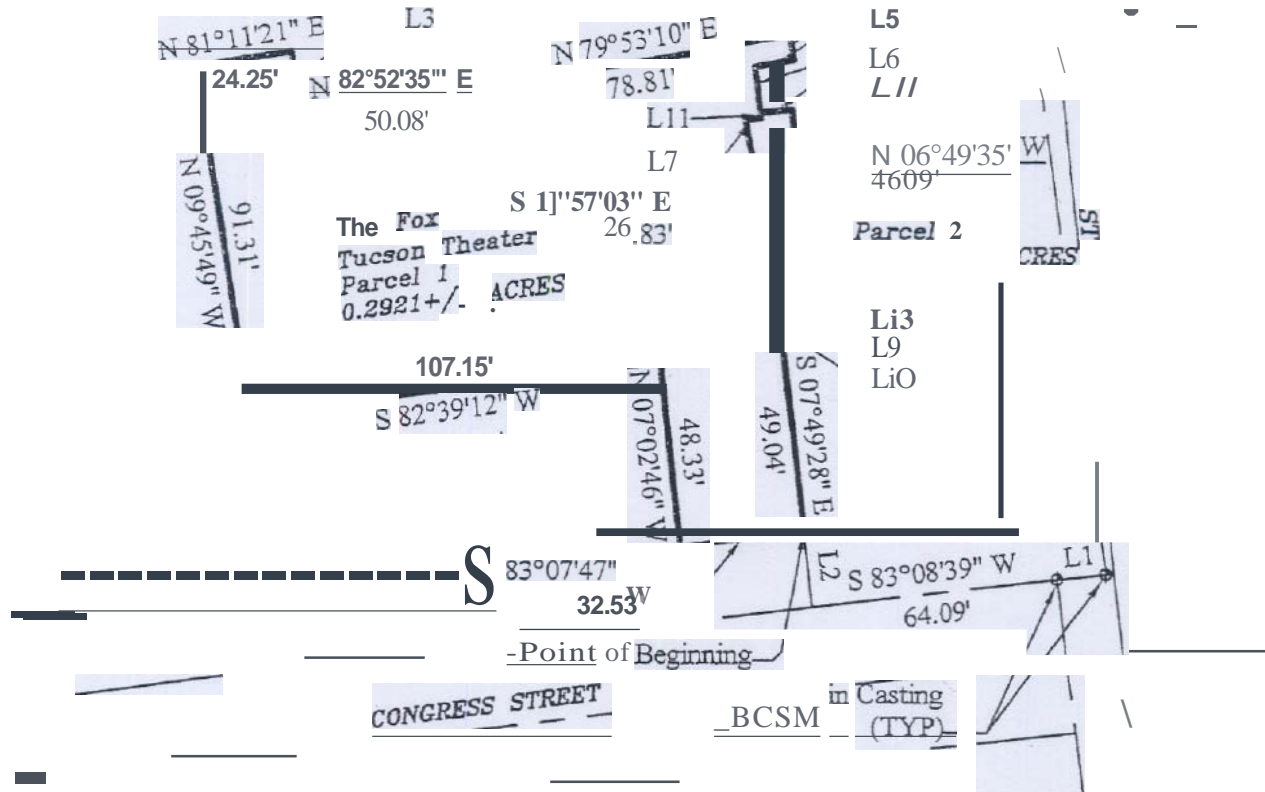 N 81°11'21" E
L3
N 79°53'10" E
L5
24.25'
N 82°52'35"' E
78.81'
L6
L11
50.08'
L11
L7
N 06°49'35' W
4609'
N 09°45'49" W
91.31'
S 1]"57'03" E
26.83'
The Fox
Tucson Theater
Parcel 1
0.2921+/- ACRES
Parcel 2
ST
CRES
Li3
L9
LiO
107.15'
S 82°39'12" W
N 07°02'46" W
48.33'
49.04'
S 07°49'28" E
S 83°07'47" W
32.53
L2
S 83°08'39" W
L1
64.09'
-Point of Beginning
CONGRESS STREET
_BCSM
in Casting
(TYP)